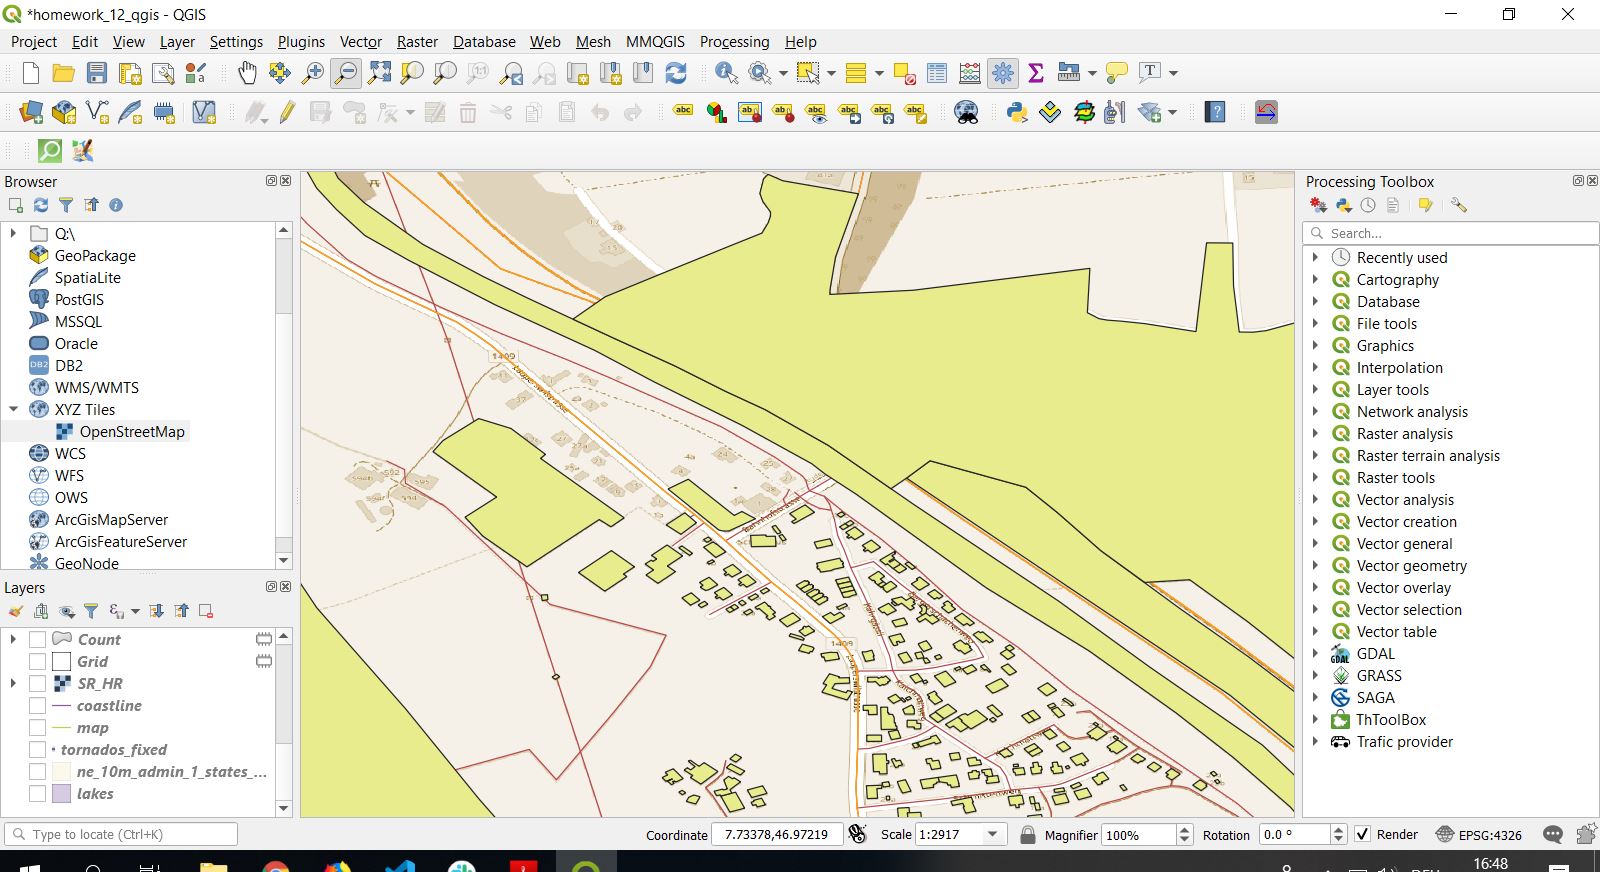 *homework_12_qgis - QGIS
Project Edit View Layer Settings Plugins Vector Raster Database Web Mesh MMQGIS Processing Help
Browser
Q:\
GeoPackage
SpatiaLite
PostGIS
MSSQL
Oracle
DB2
WMS/WMTS
XYZ Tiles
OpenStreetMap
WCS
WFS
OWS
ArcGisMapServer
ArcGisFeatureServer
GeoNode
Layers
Count
Grid
SR_HR
coastline
map
tornados_fixed
ne_10m_admin_1_states_...
lakes
1409
1409
Processing Toolbox
Search...
Recently used
Cartography
Database
File tools
Graphics
Interpolation
Layer tools
Network analysis
Raster analysis
Raster terrain analysis
Raster tools
Vector analysis
Vector creation
Vector general
Vector geometry
Vector overlay
Vector selection
Vector table
GDAL
GRASS
SAGA
ThToolBox
Trafic provider
Type to locate (Ctrl+K)
Coordinate 7.73378,46.97219 Scale 1:2917 Magnifier 100% Rotation 0.0 ° Render EPSG:4326
16:48